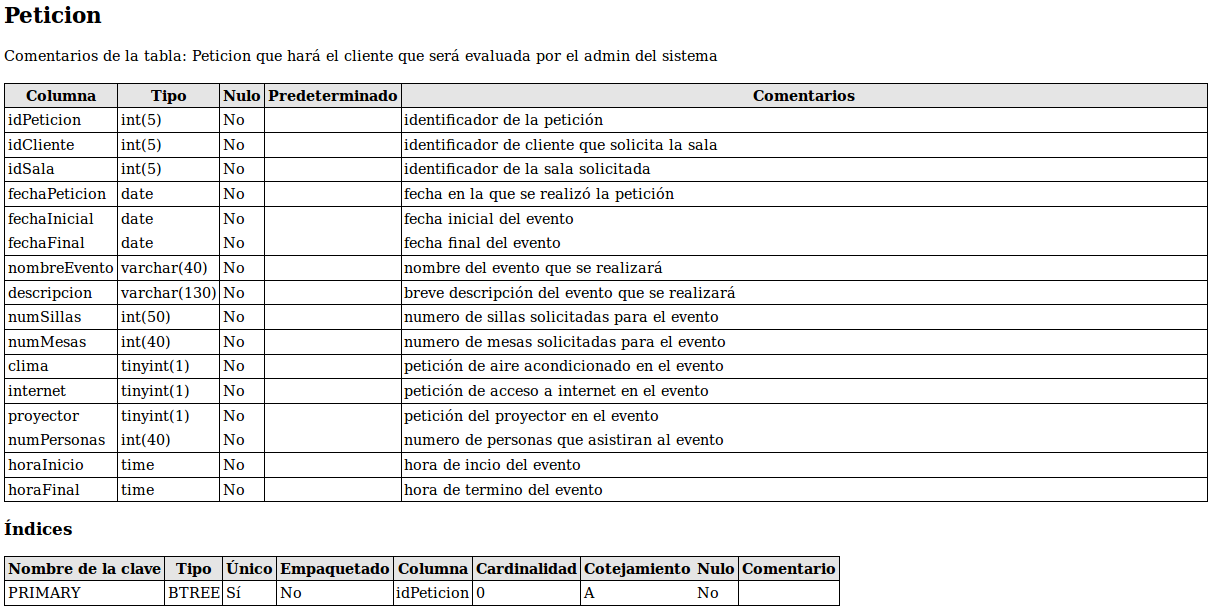 Peticion
Comentarios de la tabla: Peticion que hará el cliente que será evaluada por el admin del sistema
Columna Tipo Nulo Predeterminado Comentarios
idPeticion int(5) No identificador de la petición
idCliente int(5) No identificador de cliente que solicita la sala
idSala int(5) No identificador de la sala solicitada
fechaPeticion date No fecha en la que se realizó la petición
fechaInicial date No fecha inicial del evento
fechaFinal date No fecha final del evento
nombreEvento varchar(40) No nombre del evento que se realizará
descripcion varchar(130) No breve descripción del evento que se realizará
numSillas int(50) No numero de sillas solicitadas para el evento
numMesas int(40) No numero de mesas solicitadas para el evento
clima tinyint(1) No petición de aire acondicionado en el evento
internet tinyint(1) No petición de acceso a internet en el evento
proyector tinyint(1) No petición del proyector en el evento
numPersonas int(40) No numero de personas que asistiran al evento
horaInicio time No hora de incio del evento
horaFinal time No hora de termino del evento
Índices
Nombre de la clave Tipo Único Empaquetado Columna Cardinalidad Cotejamiento Nulo Comentario
PRIMARY BTREE Sí No idPeticion 0 A No